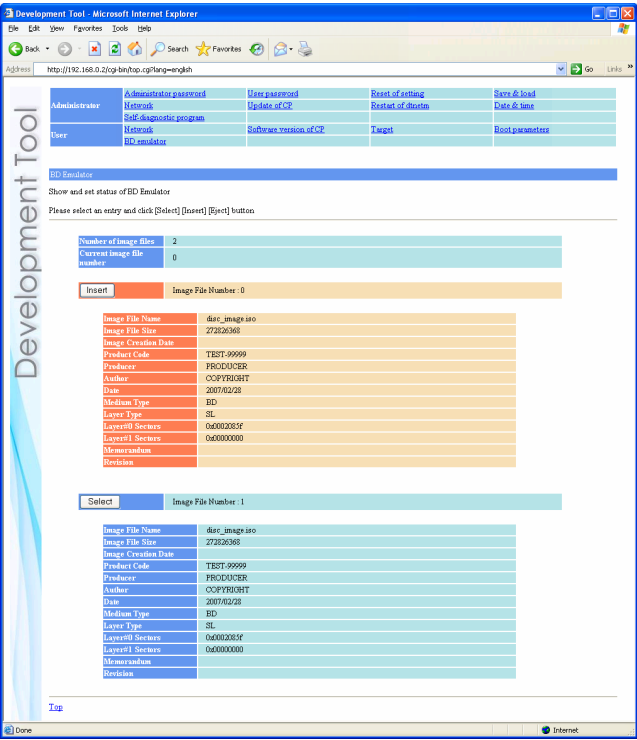 Development Tool - Microsoft Internet Explorer
File Edit View Favorites Tools Help
Back Search Favorites
Address http://192.168.0.2/cgi-bin/top.cgi?lang=english Go Links »
Development Tool
Administrator Administrator password User password Reset of setting Save & load
Network Update of CP Restart of dtnetm Date & time
Self-diagnostic program
User Network Software version of CP Target Boot parameters
BD emulator
BD Emulator
Show and set status of BD Emulator
Please select an entry and click [Select] [Insert] [Eject] button
Number of image files 2
Current image file number 0
Insert Image File Number : 0
Image File Name disc_image.iso
Image File Size 272826368
Image Creation Date
Product Code TEST-99999
Producer PRODUCER
Author COPYRIGHT
Date 2007/02/28
Medium Type BD
Layer Type SL
Layer#0 Sectors 0x0002085f
Layer#1 Sectors 0x00000000
Memorandum
Revision
Select Image File Number : 1
Image File Name disc_image.iso
Image File Size 272826368
Image Creation Date
Product Code TEST-99999
Producer PRODUCER
Author COPYRIGHT
Date 2007/02/28
Medium Type BD
Layer Type SL
Layer#0 Sectors 0x0002085f
Layer#1 Sectors 0x00000000
Memorandum
Revision
Top
Done Internet